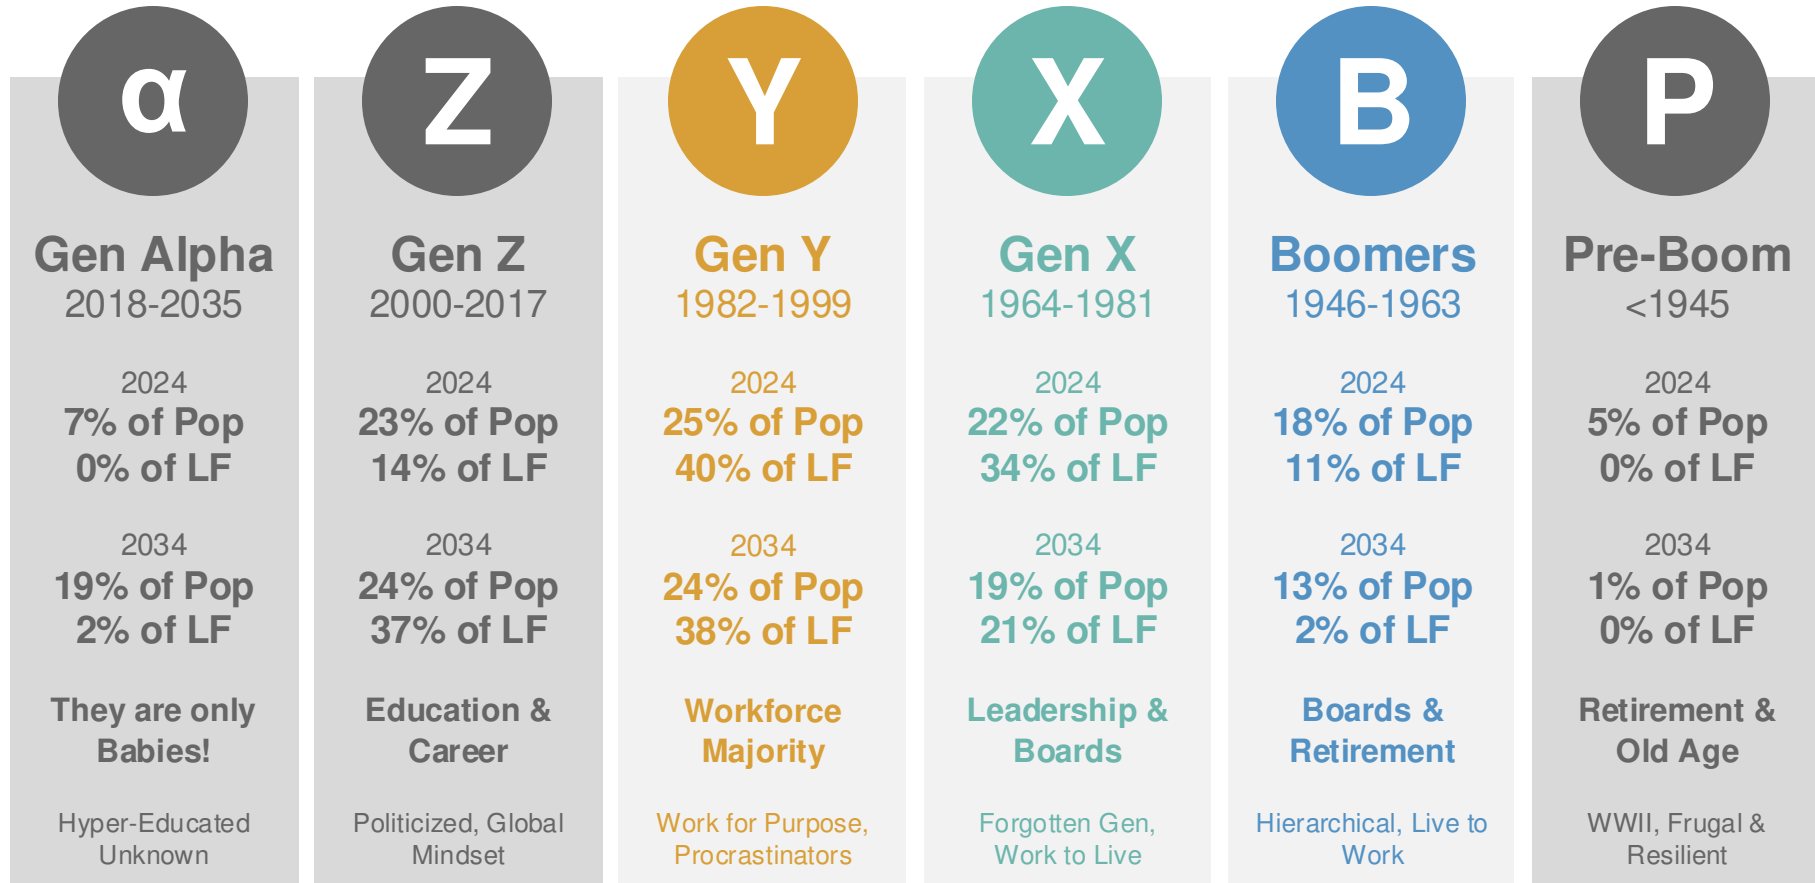 α
Gen Alpha
2018-2035
2024
7% of Pop
0% of LF
2034
19% of Pop
2% of LF
They are only
Babies!
Hyper-Educated
Unknown
Z
Gen Z
2000-2017
2024
23% of Pop
14% of LF
2034
24% of Pop
37% of LF
Education &
Career
Politicized, Global
Mindset
Y
Gen Y
1982-1999
2024
25% of Pop
40% of LF
2034
24% of Pop
38% of LF
Workforce
Majority
Work for Purpose,
Procrastinators
X
Gen X
1964-1981
2024
22% of Pop
34% of LF
2034
19% of Pop
21% of LF
Leadership &
Boards
Forgotten Gen,
Work to Live
B
Boomers
1946-1963
2024
18% of Pop
11% of LF
2034
13% of Pop
2% of LF
Boards &
Retirement
Hierarchical, Live to
Work
P
Pre-Boom
<1945
2024
5% of Pop
0% of LF
2034
1% of Pop
0% of LF
Retirement &
Old Age
WWII, Frugal &
Resilient